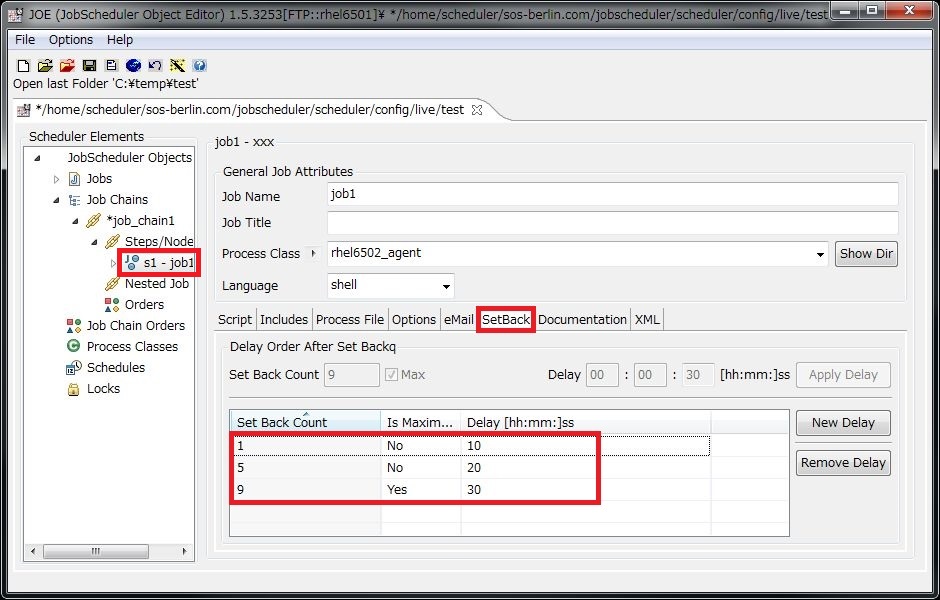 JOE (JobScheduler Object Editor) 1.5.3253[FTP::rhel6501]¥ */home/scheduler/sos-berlin.com/jobscheduler/scheduler/config/live/test
File Options Help
Open last Folder 'C:¥temp¥test'
*/home/scheduler/sos-berlin.com/jobscheduler/scheduler/config/live/test
Scheduler Elements
JobScheduler Objects
Jobs
Job Chains
*job_chain1
Steps/Node
s1 - job1
Nested Job
Orders
Job Chain Orders
Process Classes
Schedules
Locks
job1 - xxx
General Job Attributes
Job Name job1
Job Title
Process Class rhel6502_agent Show Dir
Language shell
Script Includes Process File Options eMail SetBack Documentation XML
Delay Order After Set Backq
Set Back Count 9 Max Delay 00 : 00 : 30 [hh:mm:]ss Apply Delay
Set Back Count Is Maxim... Delay [hh:mm:]ss
1 No 10
5 No 20
9 Yes 30
New Delay
Remove Delay